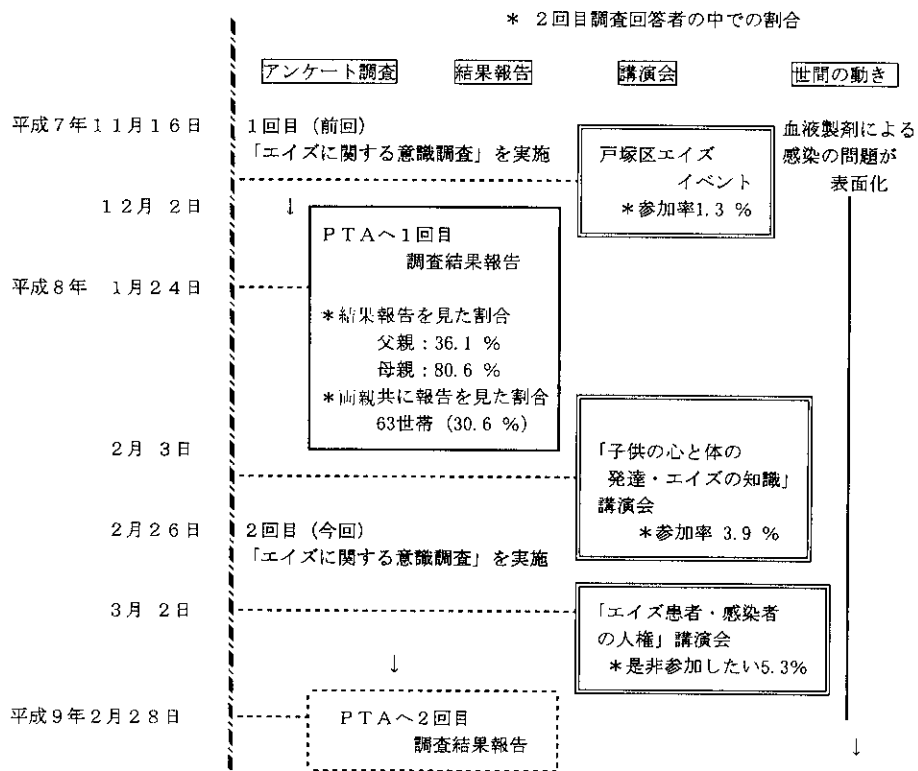 * 2回目調査回答者の中での割合
アンケート調査 結果報告 講演会 世間の動き
平成7年11月16日
1回目(前回)
「エイズに関する意識調査」を実施
戸塚区エイズ
イベント
*参加率1.3 %
血液製剤による
感染の問題が
表面化
12月 2日
↓
PTAへ1回目
調査結果報告
平成8年 1月24日
*結果報告を見た割合
父親:36.1 %
母親:80.6 %
*両親共に報告を見た割合
63世帯(30.6 %)
2月 3日
「子供の心と体の
発達・エイズの知識」
講演会
*参加率 3.9 %
2月26日
2回目(今回)
「エイズに関する意識調査」を実施
3月 2日
「エイズ患者・感染者
の人権」講演会
*是非参加したい5.3%
↓
平成9年2月28日
PTAへ2回目
調査結果報告
↓